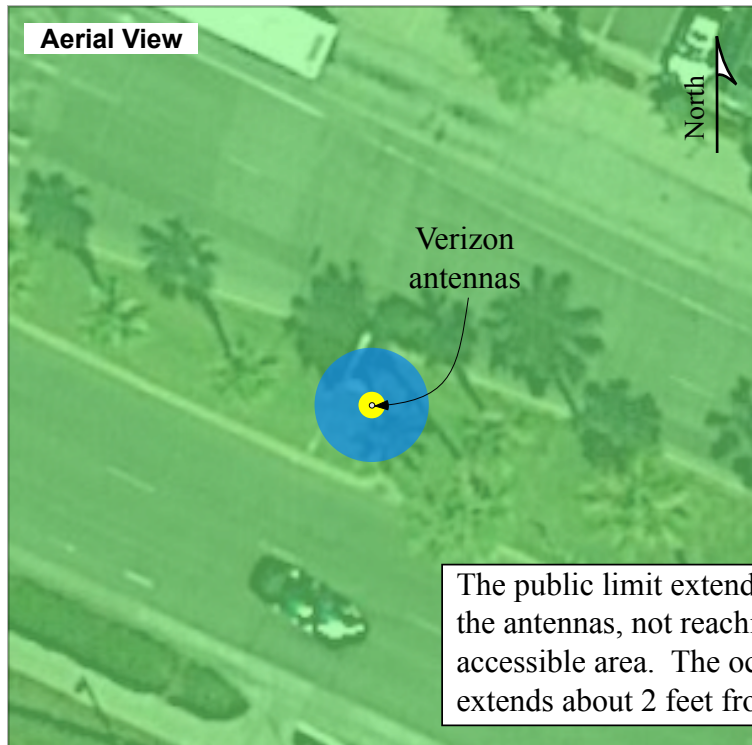 Aerial View
North
Verizon
antennas
The public limit extend
the antennas, not reach
accessible area. The oc
extends about 2 feet fro